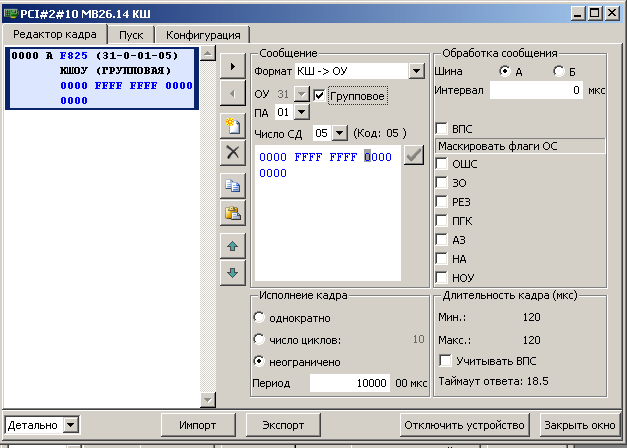 PCI#2#10 МВ26.14 КШ
Редактор кадра
Пуск
Конфигурация
0000 A F825 (31-0-01-05)
КШОУ (ГРУППОВАЯ)
0000 FFFF FFFF 0000
0000
Сообщение
Формат КШ -> ОУ
ОУ 31 Групповое
ПА 01
Число СД 05 (Код: 05 )
0000 FFFF FFFF 0000
0000
Обработка сообщения
Шина А Б
Интервал 0 мкс
ВПС
Маскировать флаги ОС
ОШС
ЗО
РЕЗ
ПГК
АЗ
НА
НОУ
Исполнеие кадра
однократно
число циклов: 10
неограничено
Период 10000 00 мкс
Длительность кадра (мкс)
Мин.: 120
Макс.: 120
Учитывать ВПС
Таймаут ответа: 18.5
Детально
Импорт
Экспорт
Отключить устройство
Закрыть окно